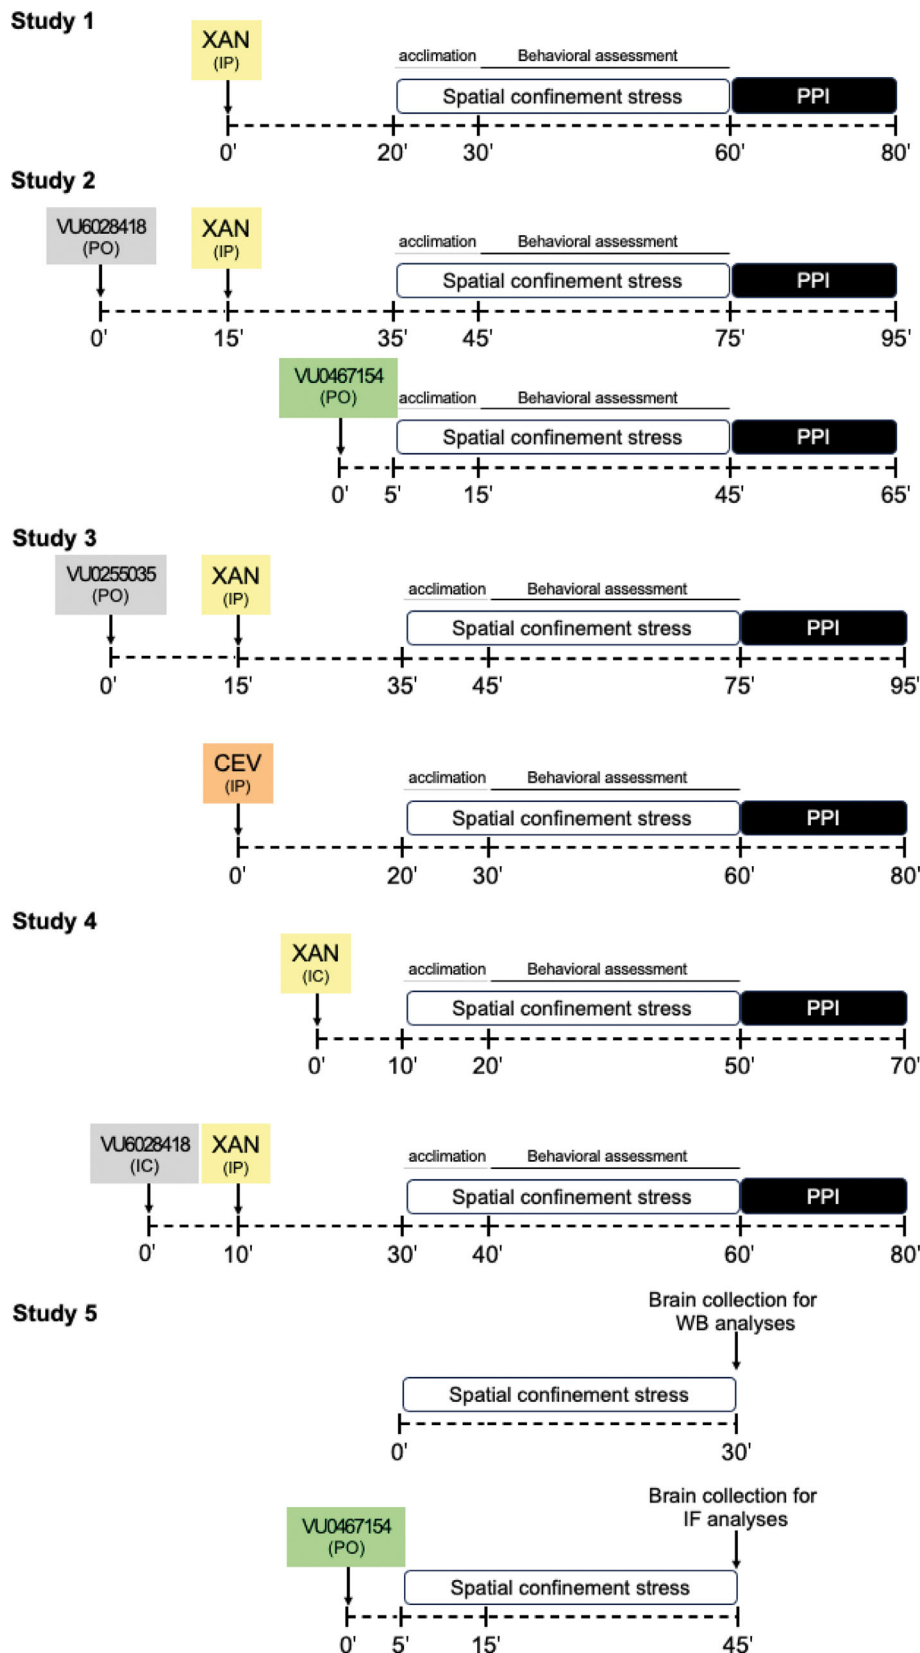 Study 1
XAN
(IP)
acclimation Behavioral assessment
Spatial confinement stress PPI
0' 20' 30' 60' 80'
Study 2
VU6028418
(PO)
XAN
(IP)
acclimation Behavioral assessment
Spatial confinement stress PPI
0' 15' 35' 45' 75' 95'
VU0467154
(PO)
acclimation Behavioral assessment
Spatial confinement stress PPI
0' 5' 15' 45' 65'
Study 3
VU0255035
(PO)
XAN
(IP)
acclimation Behavioral assessment
Spatial confinement stress PPI
0' 15' 35' 45' 75' 95'
CEV
(IP)
acclimation Behavioral assessment
Spatial confinement stress PPI
0' 20' 30' 60' 80'
Study 4
XAN
(IC)
acclimation Behavioral assessment
Spatial confinement stress PPI
0' 10' 20' 50' 70'
VU6028418
(IC)
XAN
(IP)
acclimation Behavioral assessment
Spatial confinement stress PPI
0' 10' 30' 40' 60' 80'
Study 5
Brain collection for
WB analyses
Spatial confinement stress
0' 30'
Brain collection for
IF analyses
VU0467154
(PO)
Spatial confinement stress
0' 5' 15' 45'